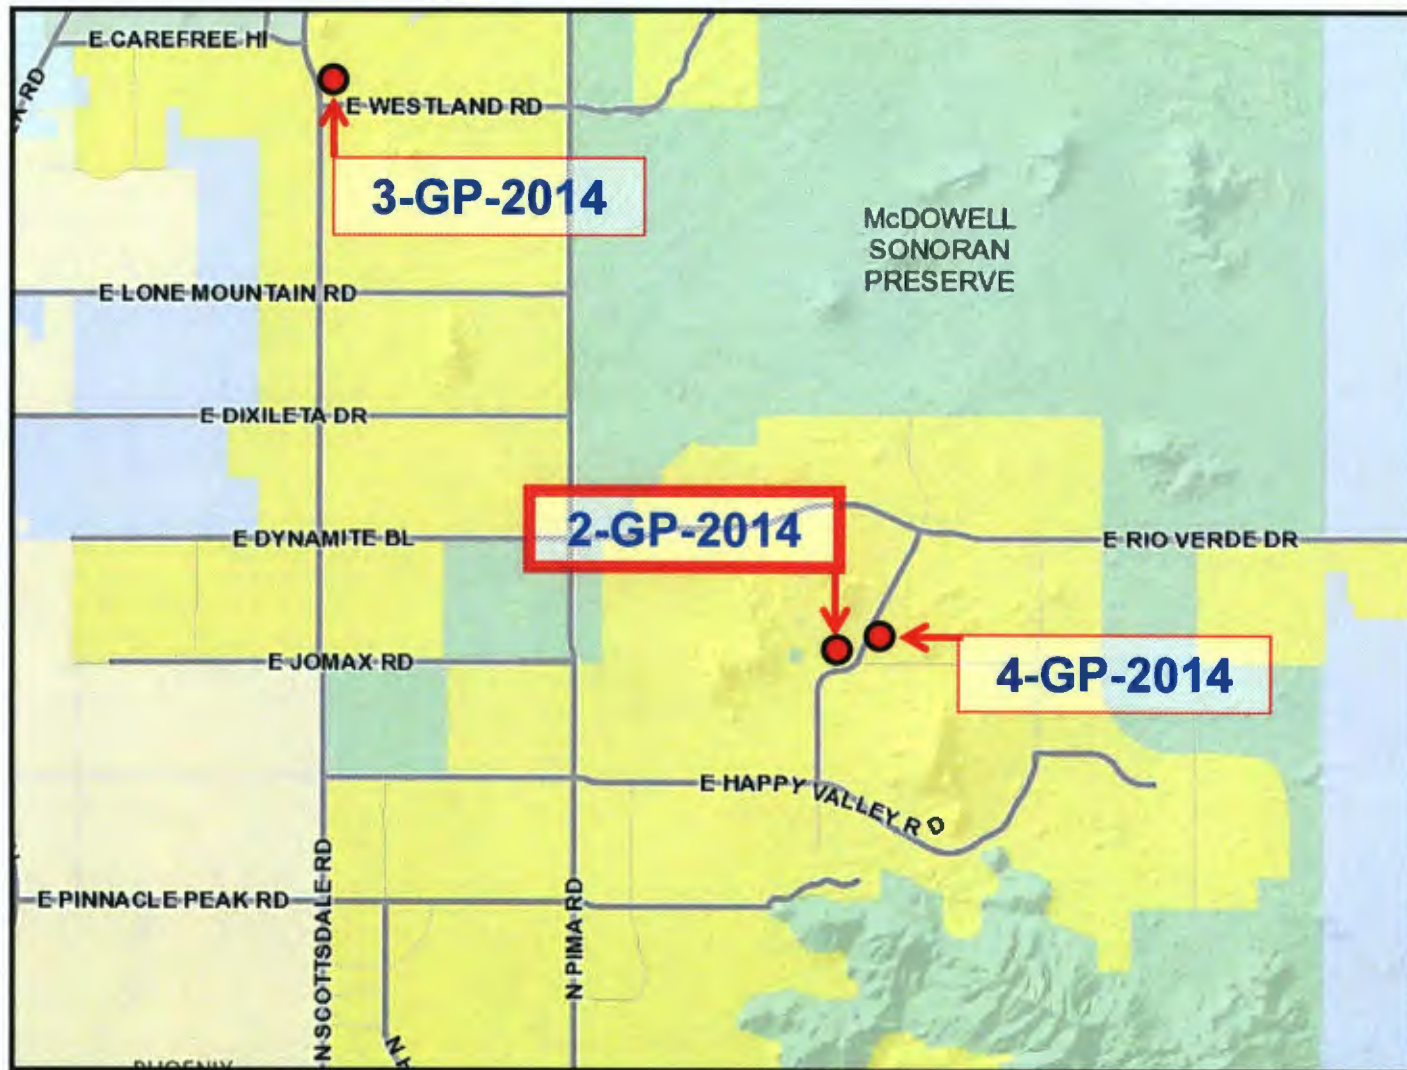 E CAREFREE HI
RD
E WESTLAND RD
3-GP-2014
McDOWELL
SONORAN
PRESERVE
E LONE MOUNTAIN RD
E DIXILETA DR
2-GP-2014
E DYNAMITE BL
E RIO VERDE DR
E JOMAX RD
4-GP-2014
E HAPPY VALLEY RD
E PINNACLE PEAK RD
N SCOTTSDALE RD
N PIMA RD
N
PHOENIX